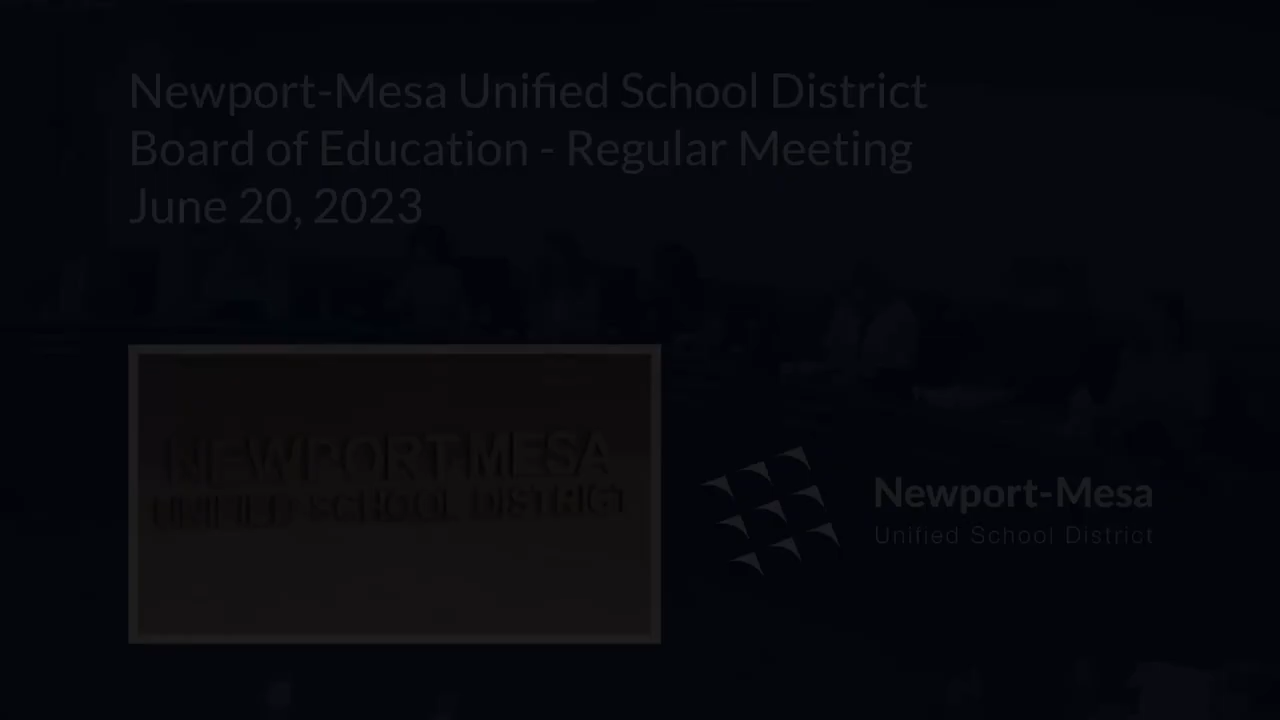 Newport-Mesa Unified School District
Board of Education - Regular Meeting
June 20, 2023
NEWPORT-MESA
UNIFIED SCHOOL DISTRICT
Newport-Mesa
Unified School District